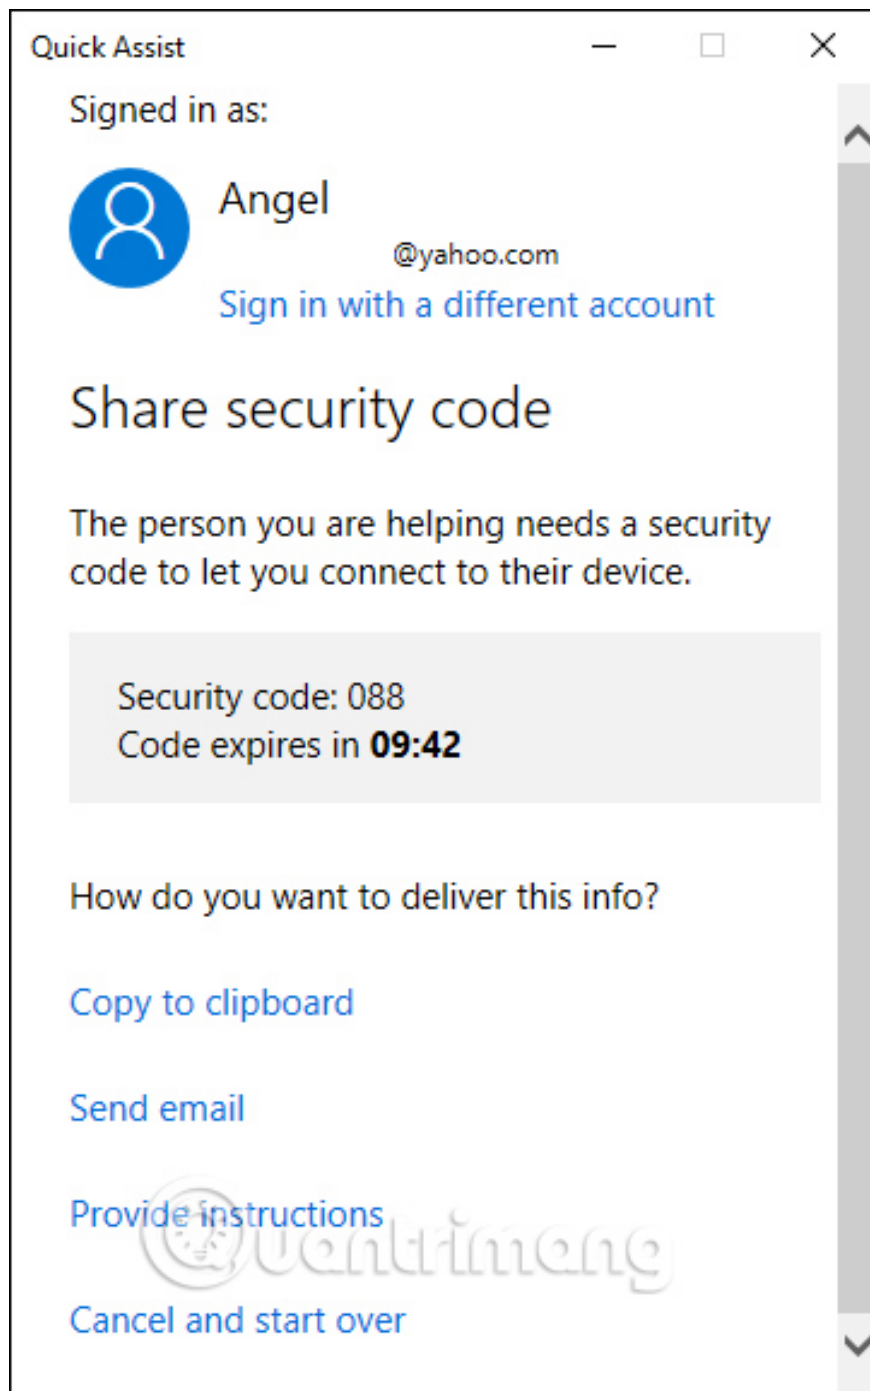 Quick Assist
Signed in as:
Angel
@yahoo.com
Sign in with a different account
Share security code
The person you are helping needs a security
code to let you connect to their device.
Security code: 088
Code expires in 09:42
How do you want to deliver this info?
Copy to clipboard
Send email
Provide instructions
Quantrimang
Cancel and start over